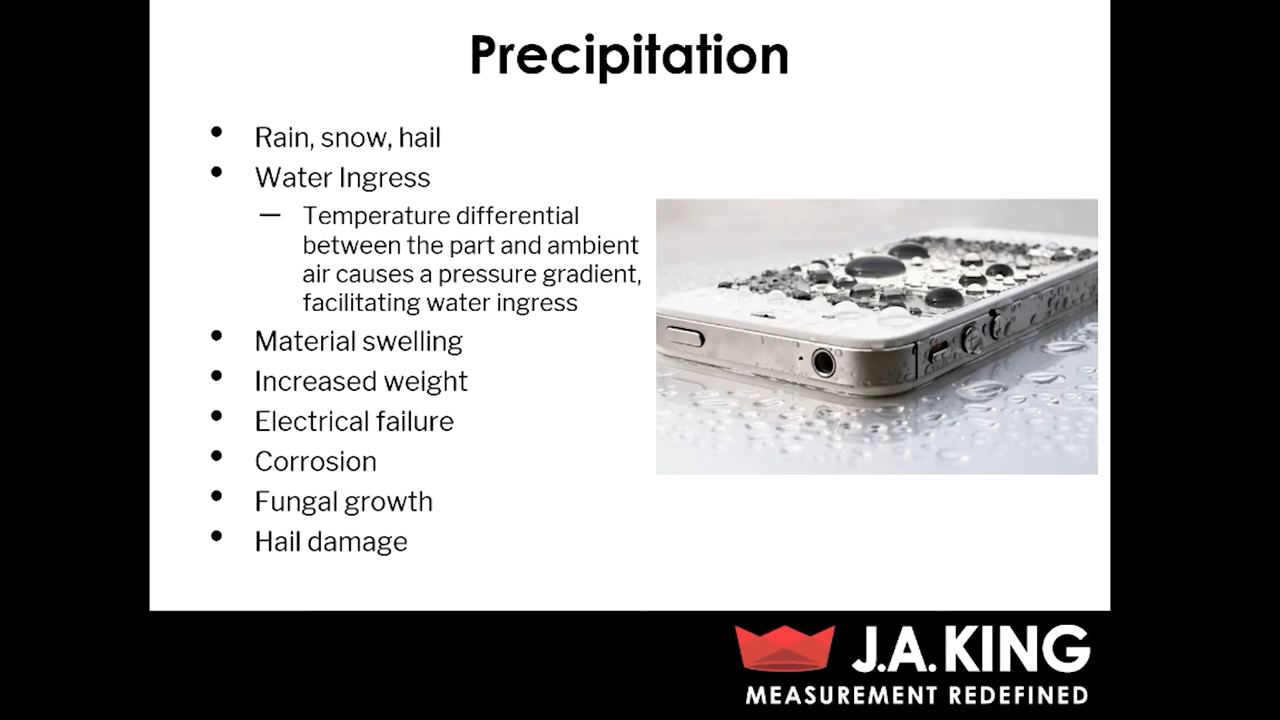 Precipitation
• Rain, snow, hail
• Water Ingress
— Temperature differential
between the part and ambient
air causes a pressure gradient,
facilitating water ingress
• Material swelling
• Increased weight
• Electrical failure
• Corrosion
• Fungal growth
• Hail damage
J.A. KING
MEASUREMENT REDEFINED